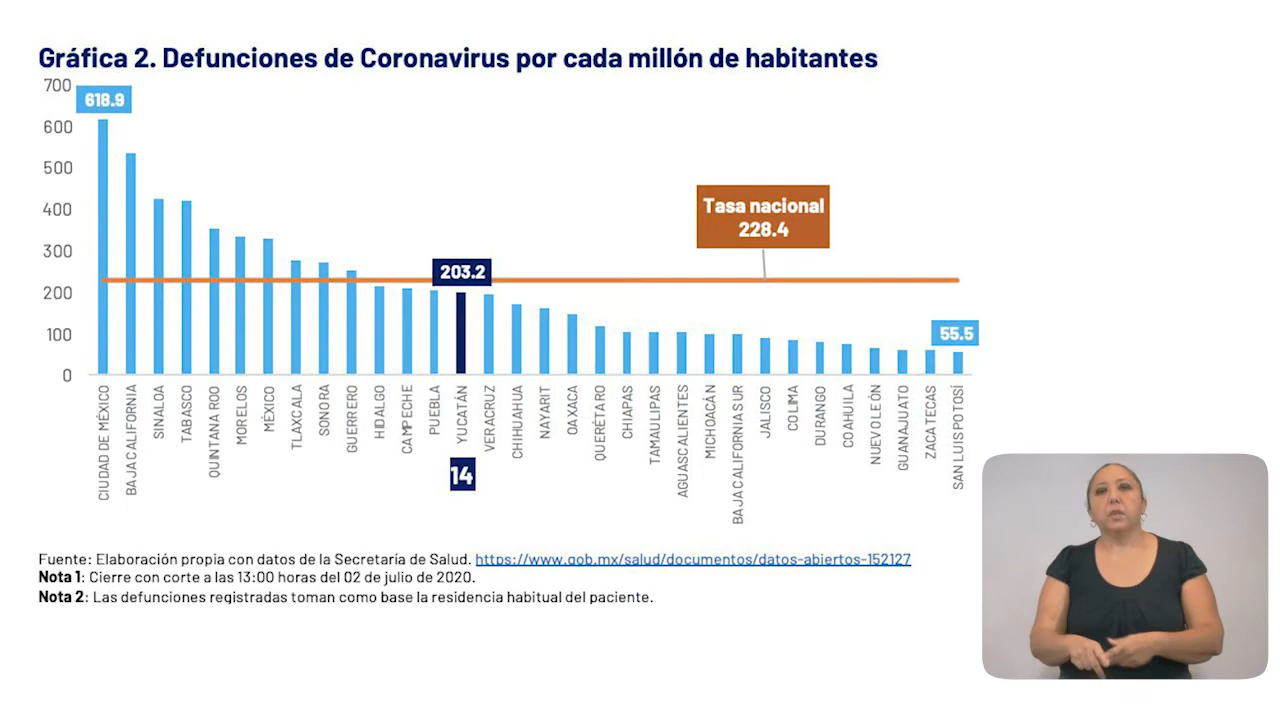 Gráfica 2. Defunciones de Coronavirus por cada millón de habitantes
700
600
500
400
300
200
100
0
618.9
203.2
Tasa nacional
228.4
55.5
CIUDAD DE MÉXICO
BAJA CALIFORNIA
SINALOA
TABASCO
QUINTANA ROO
MORELOS
MÉXICO
TLAXCALA
SONORA
GUERRERO
HIDALGO
CAMPECHE
PUEBLA
YUCATÁN
VERACRUZ
CHIHUAHUA
NAYARIT
OAXACA
QUERÉTARO
CHIAPAS
TAMAULIPAS
AGUASCALIENTES
MICHOACÁN
BAJA CALIFORNIA SUR
JALISCO
COLIMA
DURANGO
COAHUILA
NUEVO LEÓN
GUANAJUATO
ZACATECAS
SAN LUIS POTOSÍ
14
Fuente: Elaboración propia con datos de la Secretaría de Salud. https://www.gob.mx/salud/documentos/datos-abiertos-152127
Nota 1: Cierre con corte a las 13:00 horas del 02 de julio de 2020.
Nota 2: Las defunciones registradas toman como base la residencia habitual del paciente.